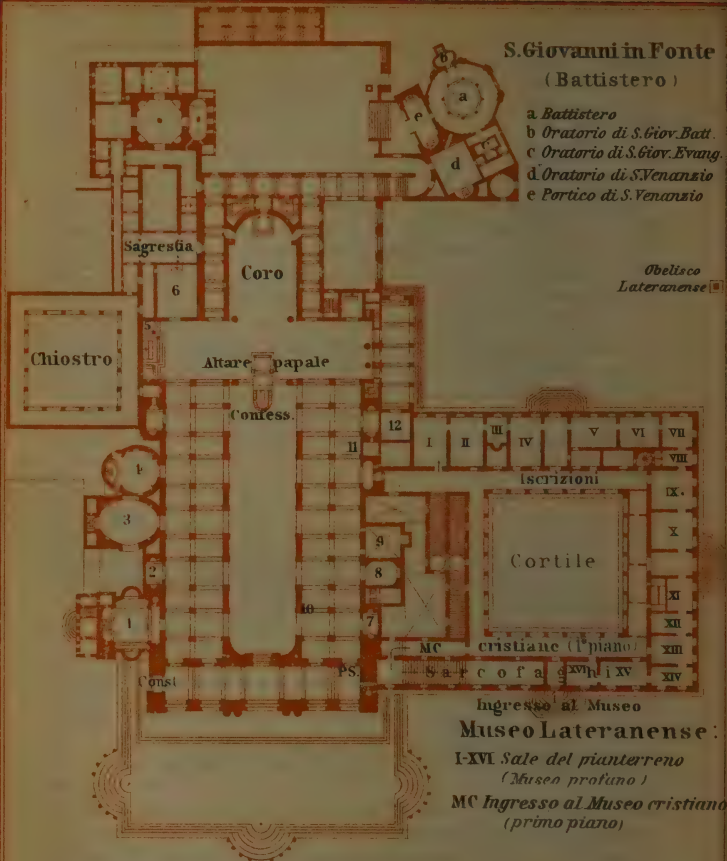 S. Giovanni in Fonte
(Battistero)
a Battistero
b Oratorio di S. Giov. Batt.
c Oratorio di S. Giov. Evang.
d Oratorio di S. Venanzio
e Portico di S. Venanzio
b
a
e
d
c
Sagrestia
6
Coro
Obelisco
Lateranense
5
Chiostro
Altare papale
Confess.
12
I
II
III
IV
V
VI
VII
VIII
11
4
Iscrizioni
IX.
3
9
X
Cortile
2
8
XI
10
1
7
XII
MC
cristiane (1º piano)
XIII
Const
P.S.
Sarcofaghi
XVI
XV
XIV
Ingresso al Museo
Museo Lateranense:
I-XVI Sale del pianterreno
(Museo profano)
MC Ingresso al Museo cristiano
(primo piano)